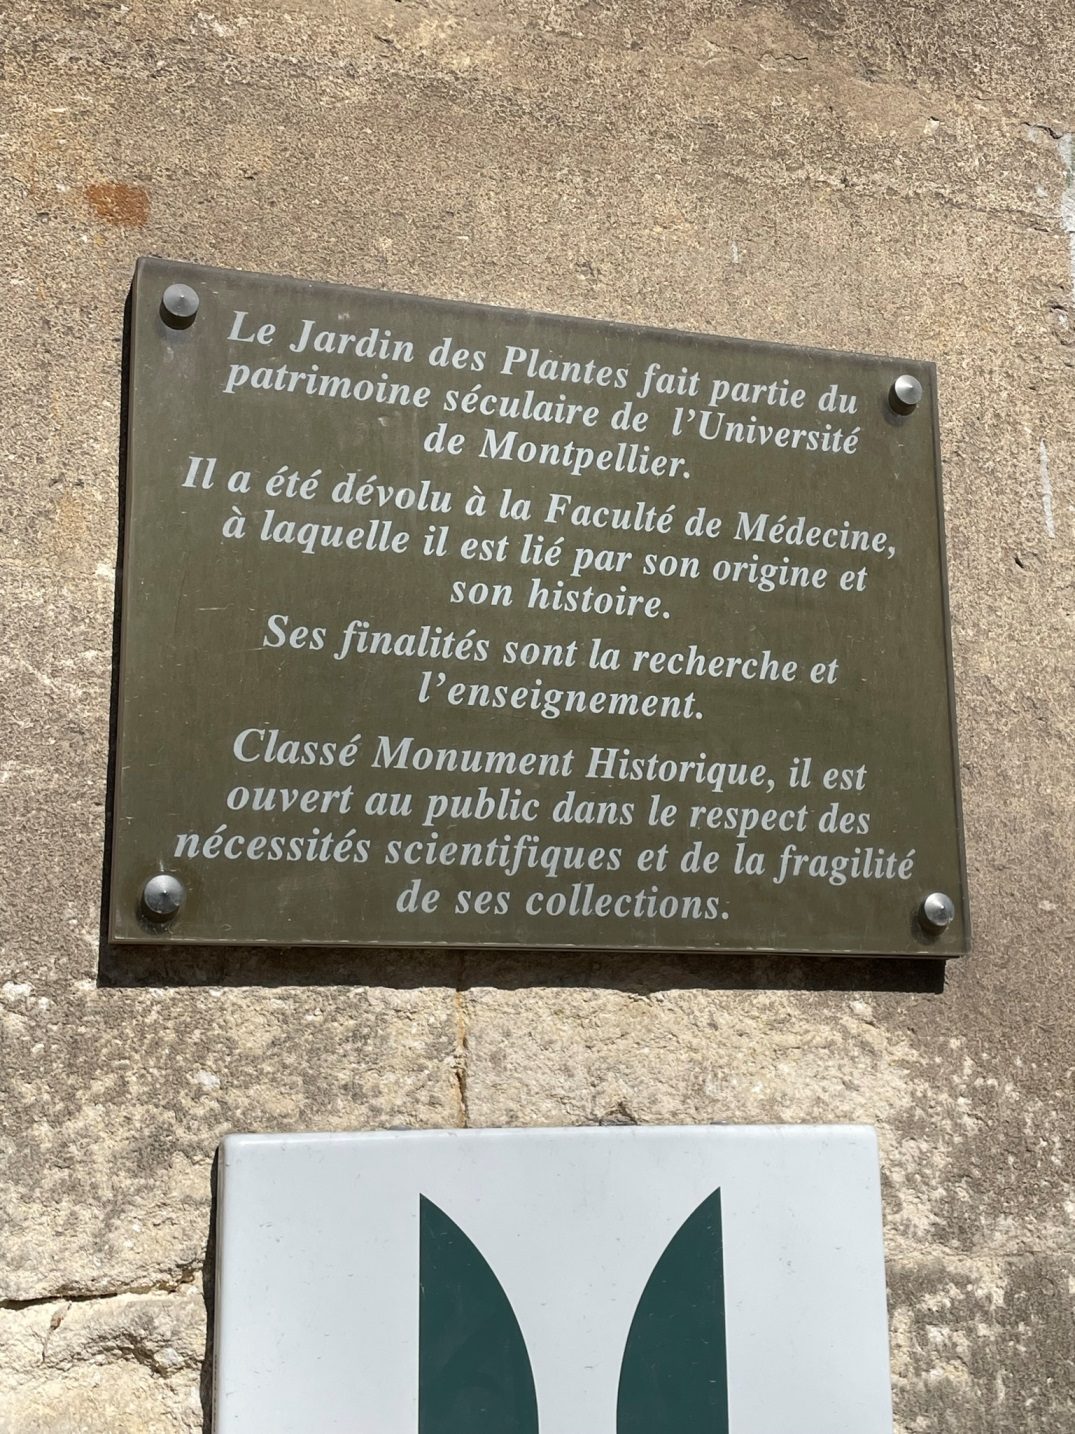 Le Jardin des Plantes fait partie du
patrimoine séculaire de l'Université
de Montpellier.
Il a été dévolu à la Faculté de Médecine,
à laquelle il est lié par son origine et
son histoire.
Ses finalités sont la recherche et
l'enseignement.
Classé Monument Historique, il est
ouvert au public dans le respect des
nécessités scientifiques et de la fragilité
de ses collections.